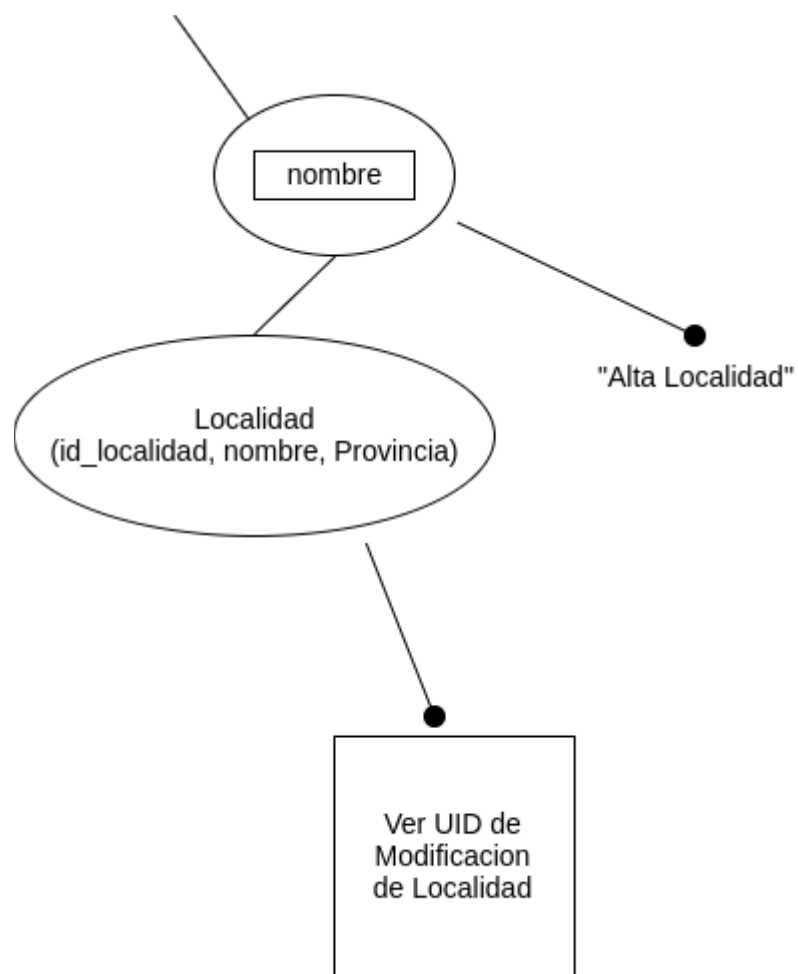 nombre
"Alta Localidad"
Localidad
(id_localidad, nombre, Provincia)
Ver UID de
Modificacion
de Localidad